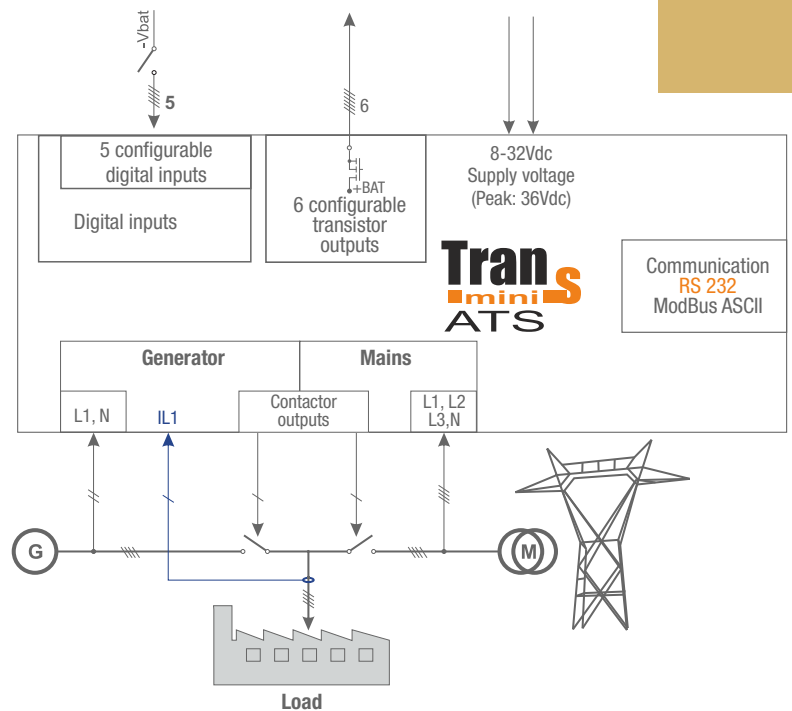 -Vbat
5
6
5 configurable
digital inputs
Digital inputs
+BAT
6 configurable
transistor
outputs
8-32Vdc
Supply voltage
(Peak: 36Vdc)
Trans
mini
ATS
Communication
RS 232
ModBus ASCII
Generator
Mains
L1, N
IL1
Contactor
outputs
L1, L2
L3,N
G
M
Load